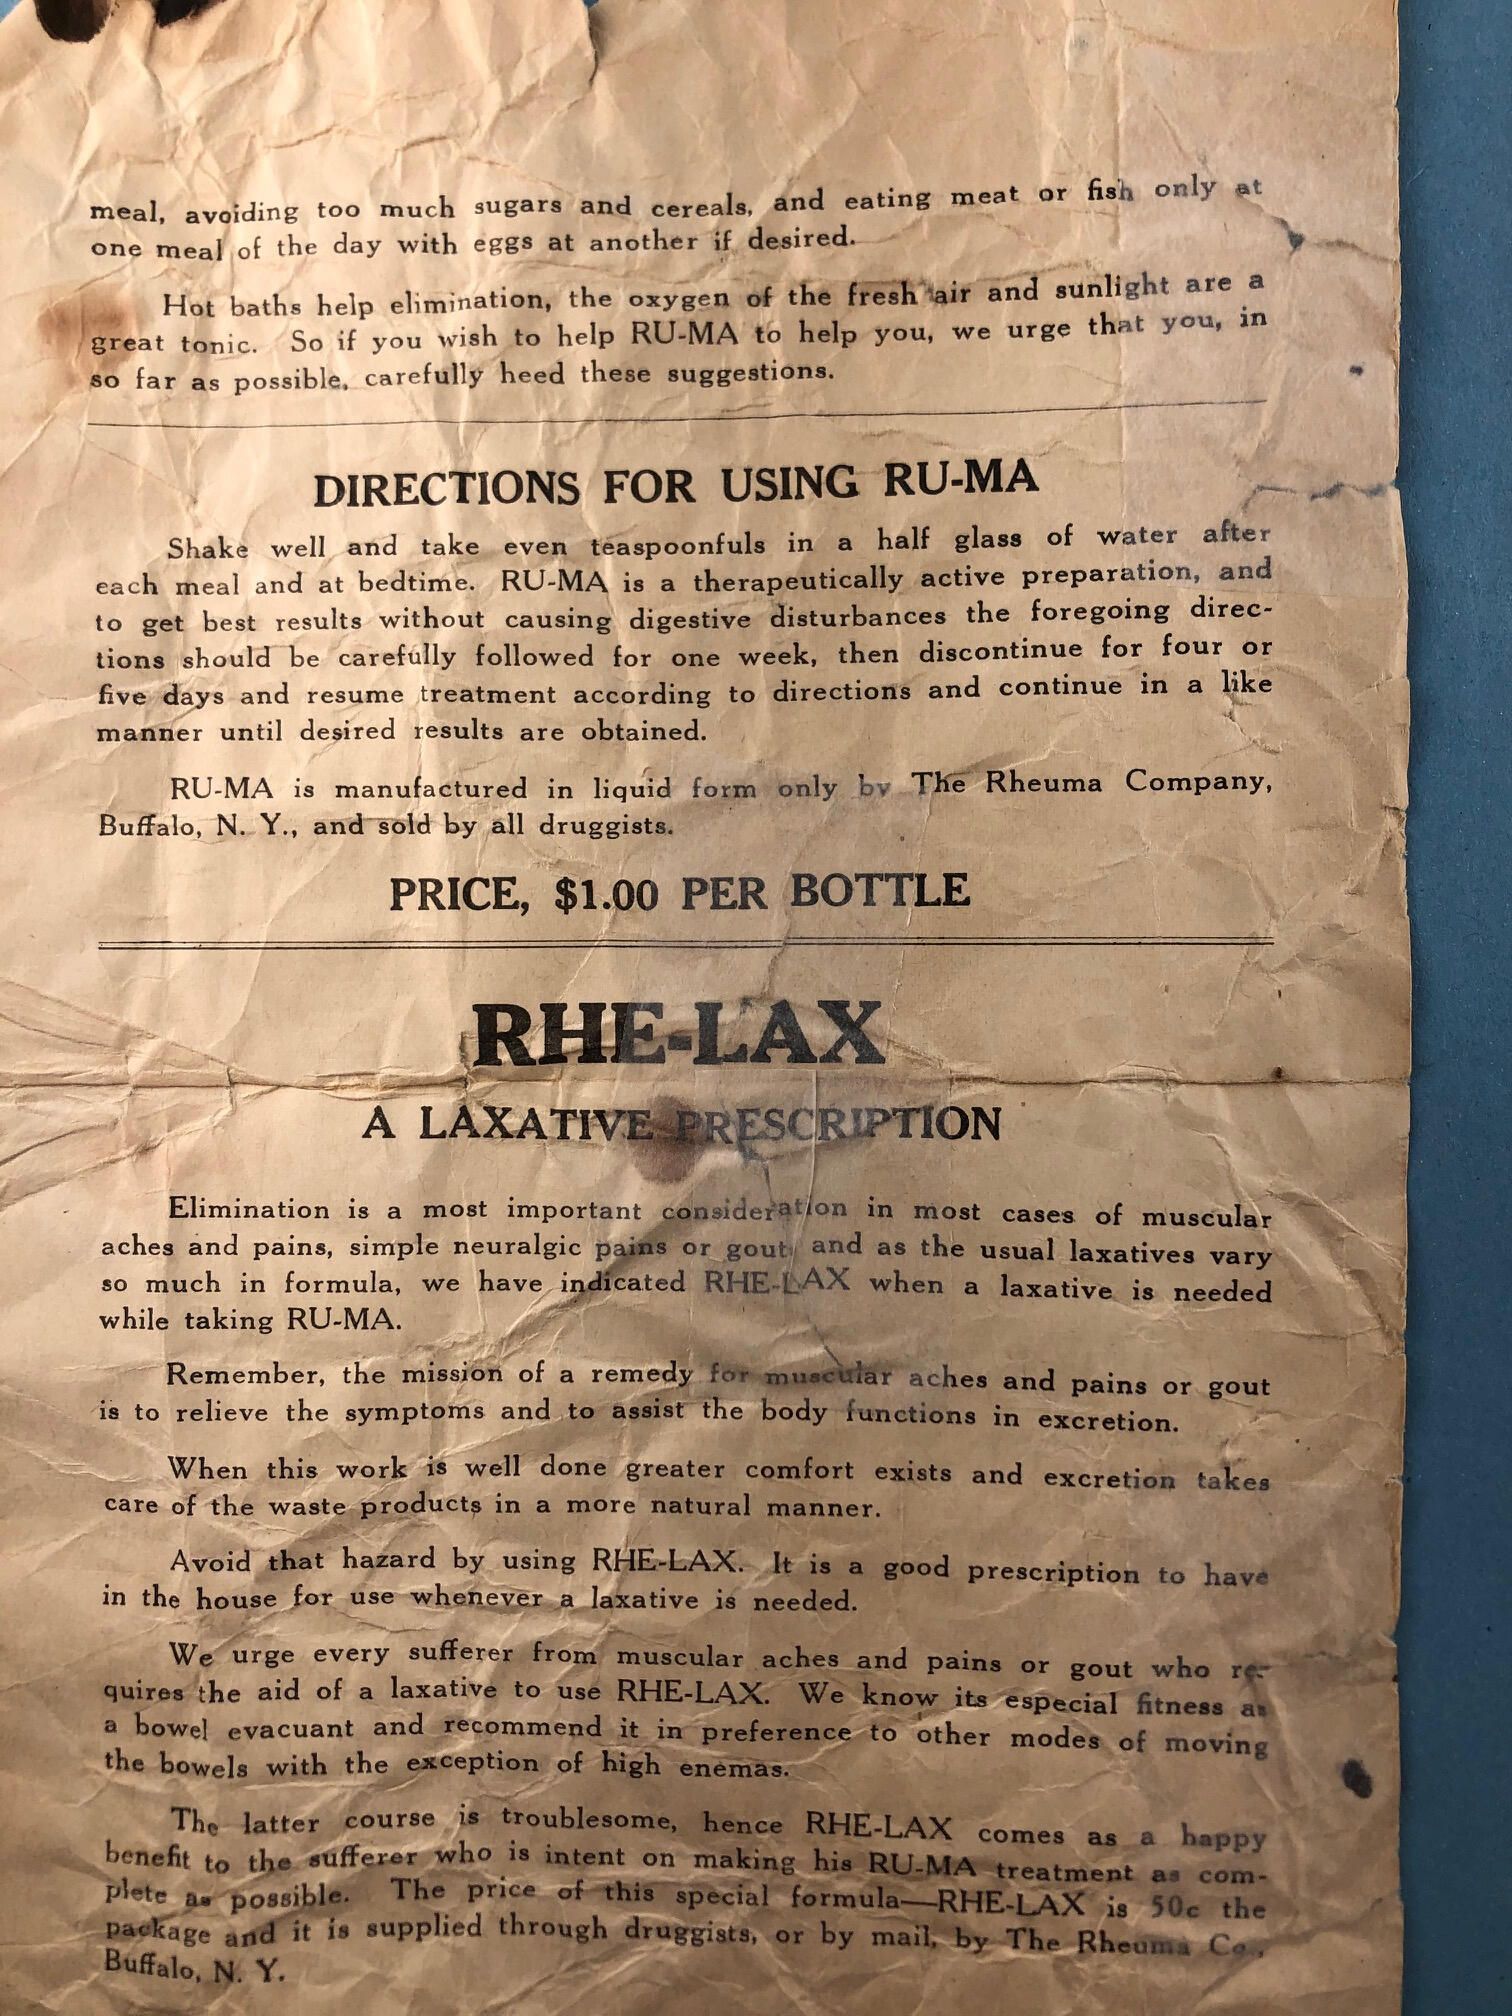 meal, avoiding too much sugars and cereals, and eating meat or fish only at
one meal of the day with eggs at another if desired.
Hot baths help elimination, the oxygen of the fresh air and sunlight are a
great tonic. So if you wish to help RU-MA to help you, we urge that you, in
so far as possible, carefully heed these suggestions.
DIRECTIONS FOR USING RU-MA
Shake well and take even teaspoonfuls in a half glass of water after
each meal and at bedtime. RU-MA is a therapeutically active preparation, and
to get best results without causing digestive disturbances the foregoing direc-
tions should be carefully followed for one week, then discontinue for four or
five days and resume treatment according to directions and continue in a like
manner until desired results are obtained.
RU-MA is manufactured in liquid form only by The Rheuma Company,
Buffalo, N. Y., and sold by all druggists.
PRICE, $1.00 PER BOTTLE
RHE-LAX
A LAXATIVE PRESCRIPTION
Elimination is a most important consideration in most cases of muscular
aches and pains, simple neuralgic pains or gout, and as the usual laxatives vary
so much in formula, we have indicated RHE-LAX when a laxative is needed
while taking RU-MA.
Remember, the mission of a remedy for muscular aches and pains or gout
is to relieve the symptoms and to assist the body functions in excretion.
When this work is well done greater comfort exists and excretion takes
care of the waste products in a more natural manner.
Avoid that hazard by using RHE-LAX. It is a good prescription to have
in the house for use whenever a laxative is needed.
We urge every sufferer from muscular aches and pains or gout who re-
quires the aid of a laxative to use RHE-LAX. We know its especial fitness as
a bowel evacuant and recommend it in preference to other modes of moving
the bowels with the exception of high enemas.
The latter course is troublesome, hence RHE-LAX comes as a happy
benefit to the sufferer who is intent on making his RU-MA treatment as com-
plete as possible. The price of this special formula—RHE-LAX is 50c the
package and it is supplied through druggists, or by mail, by The Rheuma Co.,
Buffalo, N. Y.